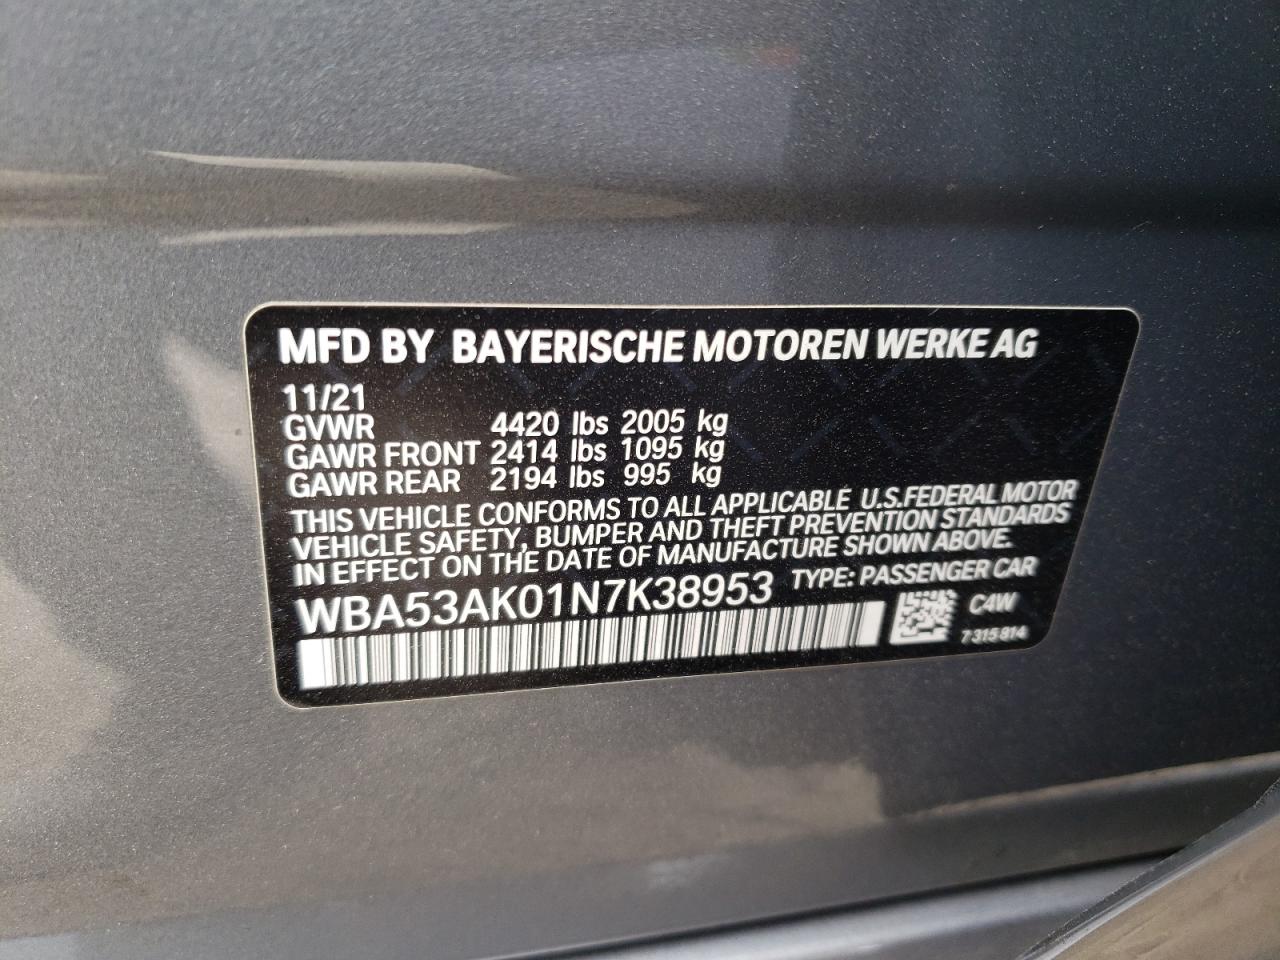 MFD BY BAYERISCHE MOTOREN WERKE AG
11/21
GVWR 4420 lbs 2005 kg
GAWR FRONT 2414 lbs 1095 kg
GAWR REAR 2194 lbs 995 kg
THIS VEHICLE CONFORMS TO ALL APPLICABLE U.S.FEDERAL MOTOR
VEHICLE SAFETY, BUMPER AND THEFT PREVENTION STANDARDS
IN EFFECT ON THE DATE OF MANUFACTURE SHOWN ABOVE.
WBA53AK01N7K38953 TYPE: PASSENGER CAR
C4W
7 315 814